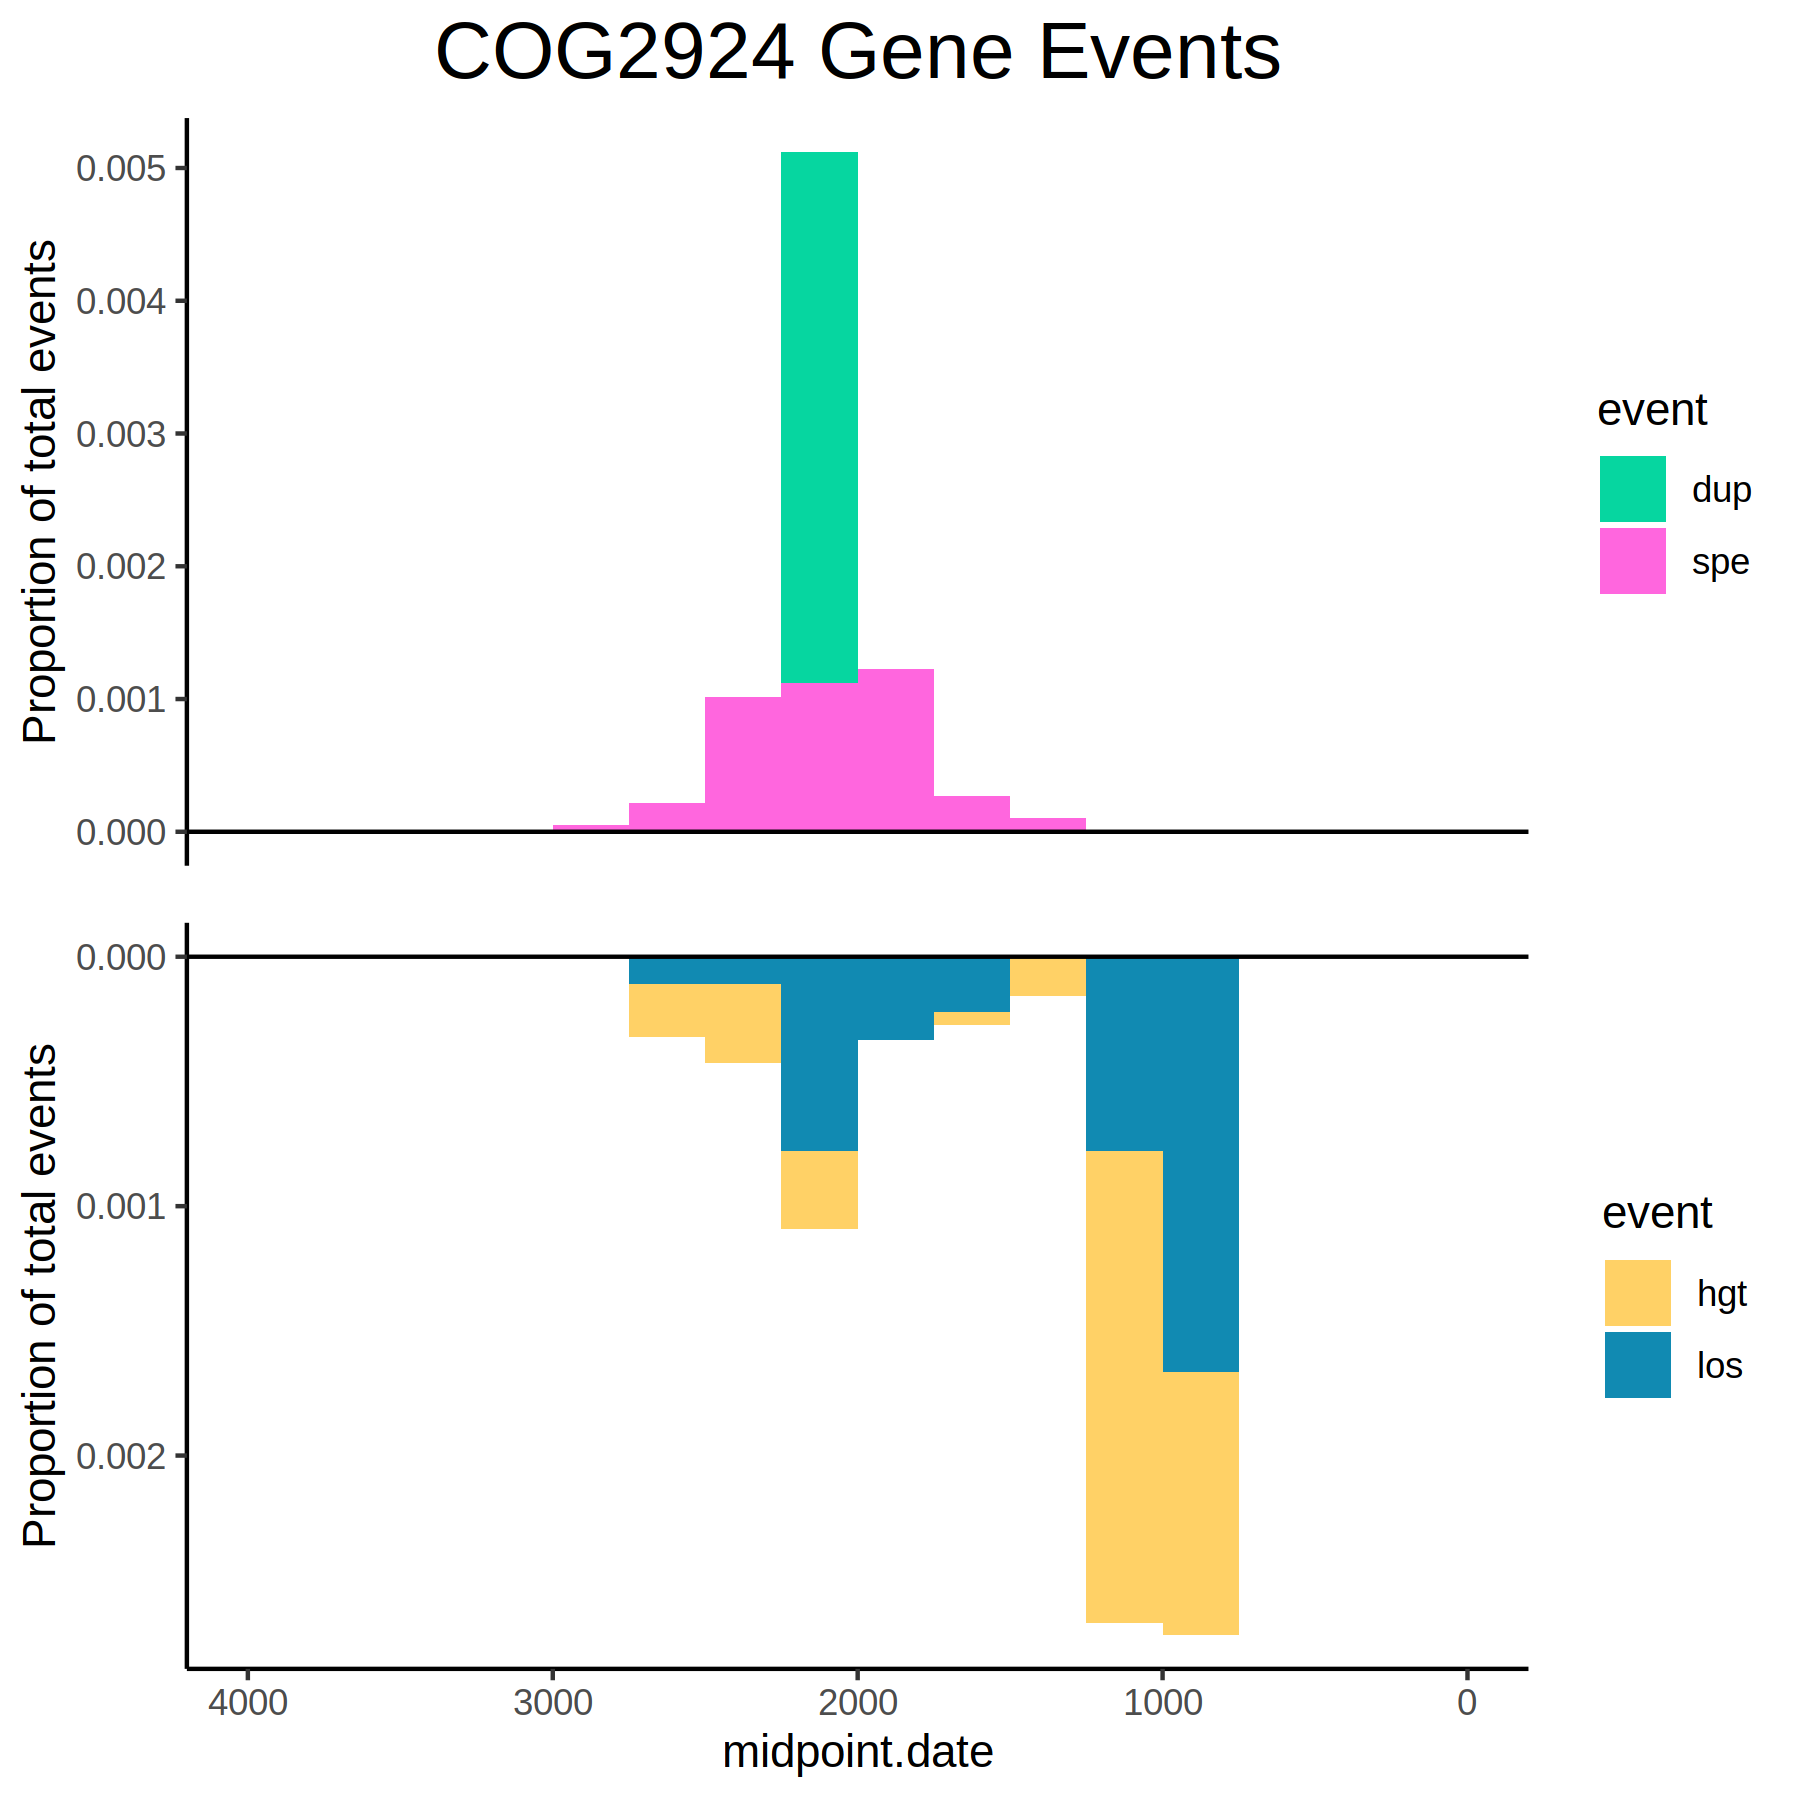 COG2924 Gene Events
Proportion of total events
0.005
0.004
0.003
0.002
0.001
0.000
event
dup
spe
Proportion of total events
0.000
0.001
0.002
event
hgt
los
4000 3000 2000 1000 0
midpoint.date